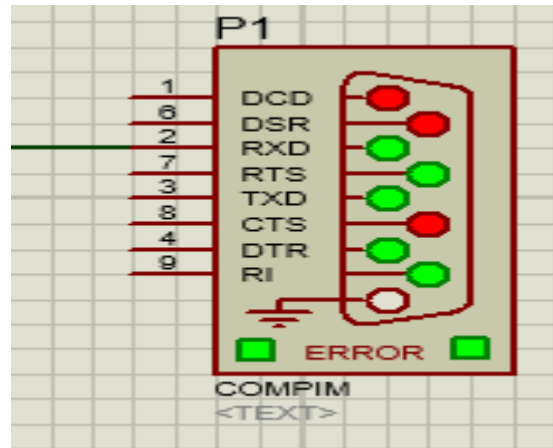 P1
1 DCD
6 DSR
2 RXD
7 RTS
3 TXD
8 CTS
4 DTR
9 RI
ERROR
COMPIM
<TEXT>